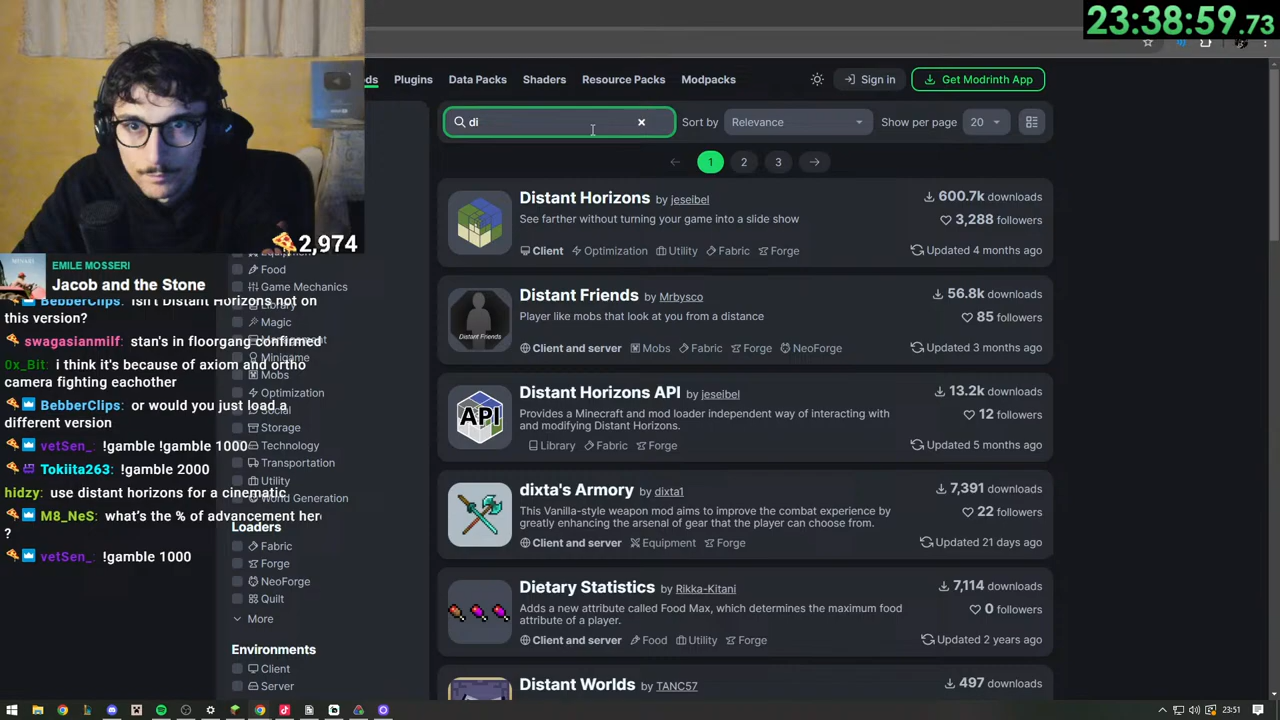 23:38:59.73
ds Plugins Data Packs Shaders Resource Packs Modpacks Sign in Get Modrinth App
di Sort by Relevance Show per page 20
1 2 3
2,974
EMILE MOSSERI
Jacob and the Stone
BebberClips: Isn't Distant Horizons not on
this version?
swagasianmilf: stan's in floorgang confirmed
0x_Bit: i think it's because of axiom and ortho
camera fighting eachother
BebberClips: or would you just load a
different version
vetSen_: !gamble !gamble 1000
Tokiita263: !gamble 2000
hidzy: use distant horizons for a cinematic
M8_NeS: what's the % of advancement here
?
vetSen_: !gamble 1000
Food
Game Mechanics
Library
Magic
Management
Minigame
Mobs
Optimization
Social
Storage
Technology
Transportation
Utility
World Generation
Loaders
Fabric
Forge
NeoForge
Quilt
More
Environments
Client
Server
Distant Horizons by jeseibel 600.7k downloads
See farther without turning your game into a slide show 3,288 followers
Client Optimization Utility Fabric Forge Updated 4 months ago
Distant Friends by Mrbysco 56.8k downloads
Player like mobs that look at you from a distance 85 followers
Distant Friends
Client and server Mobs Fabric Forge NeoForge Updated 3 months ago
Distant Horizons API by jeseibel 13.2k downloads
API
Provides a Minecraft and mod loader independent way of interacting with 12 followers
and modifying Distant Horizons.
Library Fabric Forge Updated 5 months ago
dixta's Armory by dixta1 7,391 downloads
This Vanilla-style weapon mod aims to improve the combat experience by 22 followers
greatly enhancing the arsenal of gear that the player can choose from.
Client and server Equipment Forge Updated 21 days ago
Dietary Statistics by Rikka-Kitani 7,114 downloads
Adds a new attribute called Food Max, which determines the maximum food 0 followers
attribute of a player.
Client and server Food Utility Forge Updated 2 years ago
Distant Worlds by TANC57 497 downloads
23:51